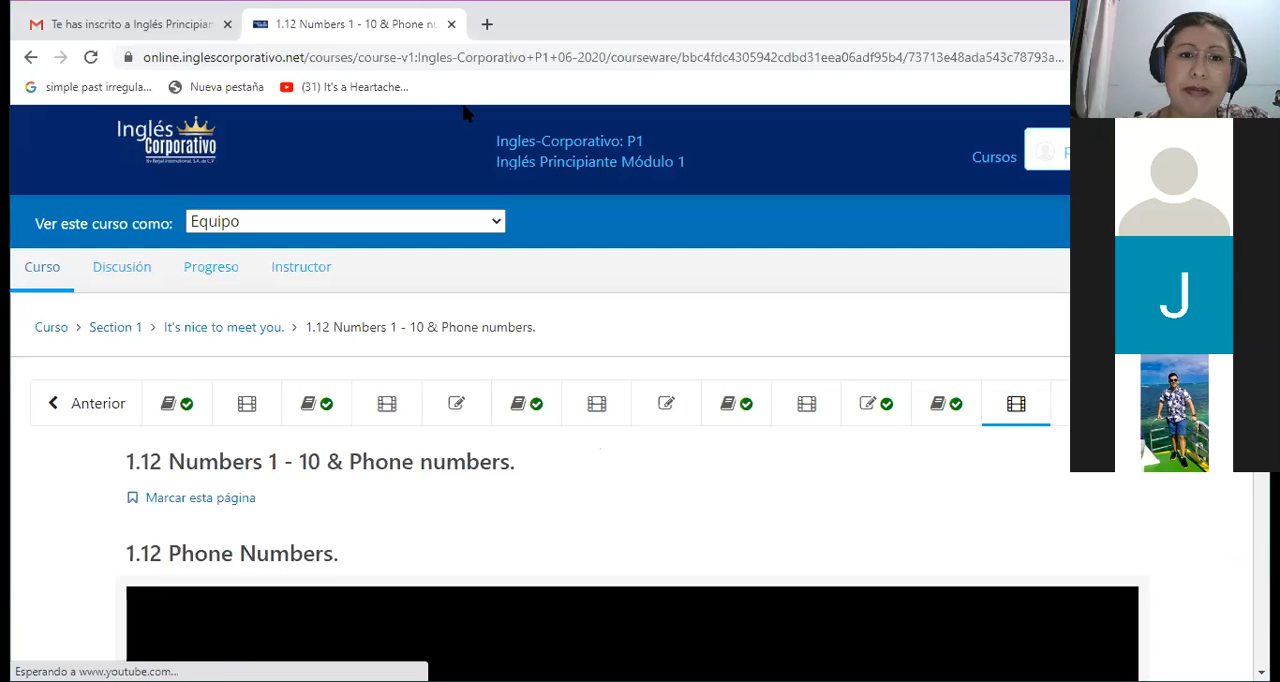 Te has inscrito a Inglés Principian
1.12 Numbers 1 - 10 & Phone nu
online.inglescorporativo.net/courses/course-v1:Ingles-Corporativo+P1+06-2020/courseware/bbc4fdc4305942cdbd31eea06adf95b4/73713e48ada543c78793a...
simple past irregula...
Nueva pestaña
(31) It's a Heartache...
Inglés
Corporativo
Ingles-Corporativo: P1
Inglés Principiante Módulo 1
Cursos
Ver este curso como:
Equipo
Curso
Discusión
Progreso
Instructor
Curso > Section 1 > It's nice to meet you. > 1.12 Numbers 1 - 10 & Phone numbers.
Anterior
1.12 Numbers 1 - 10 & Phone numbers.
Marcar esta página
1.12 Phone Numbers.
Esperando a www.youtube.com...
J